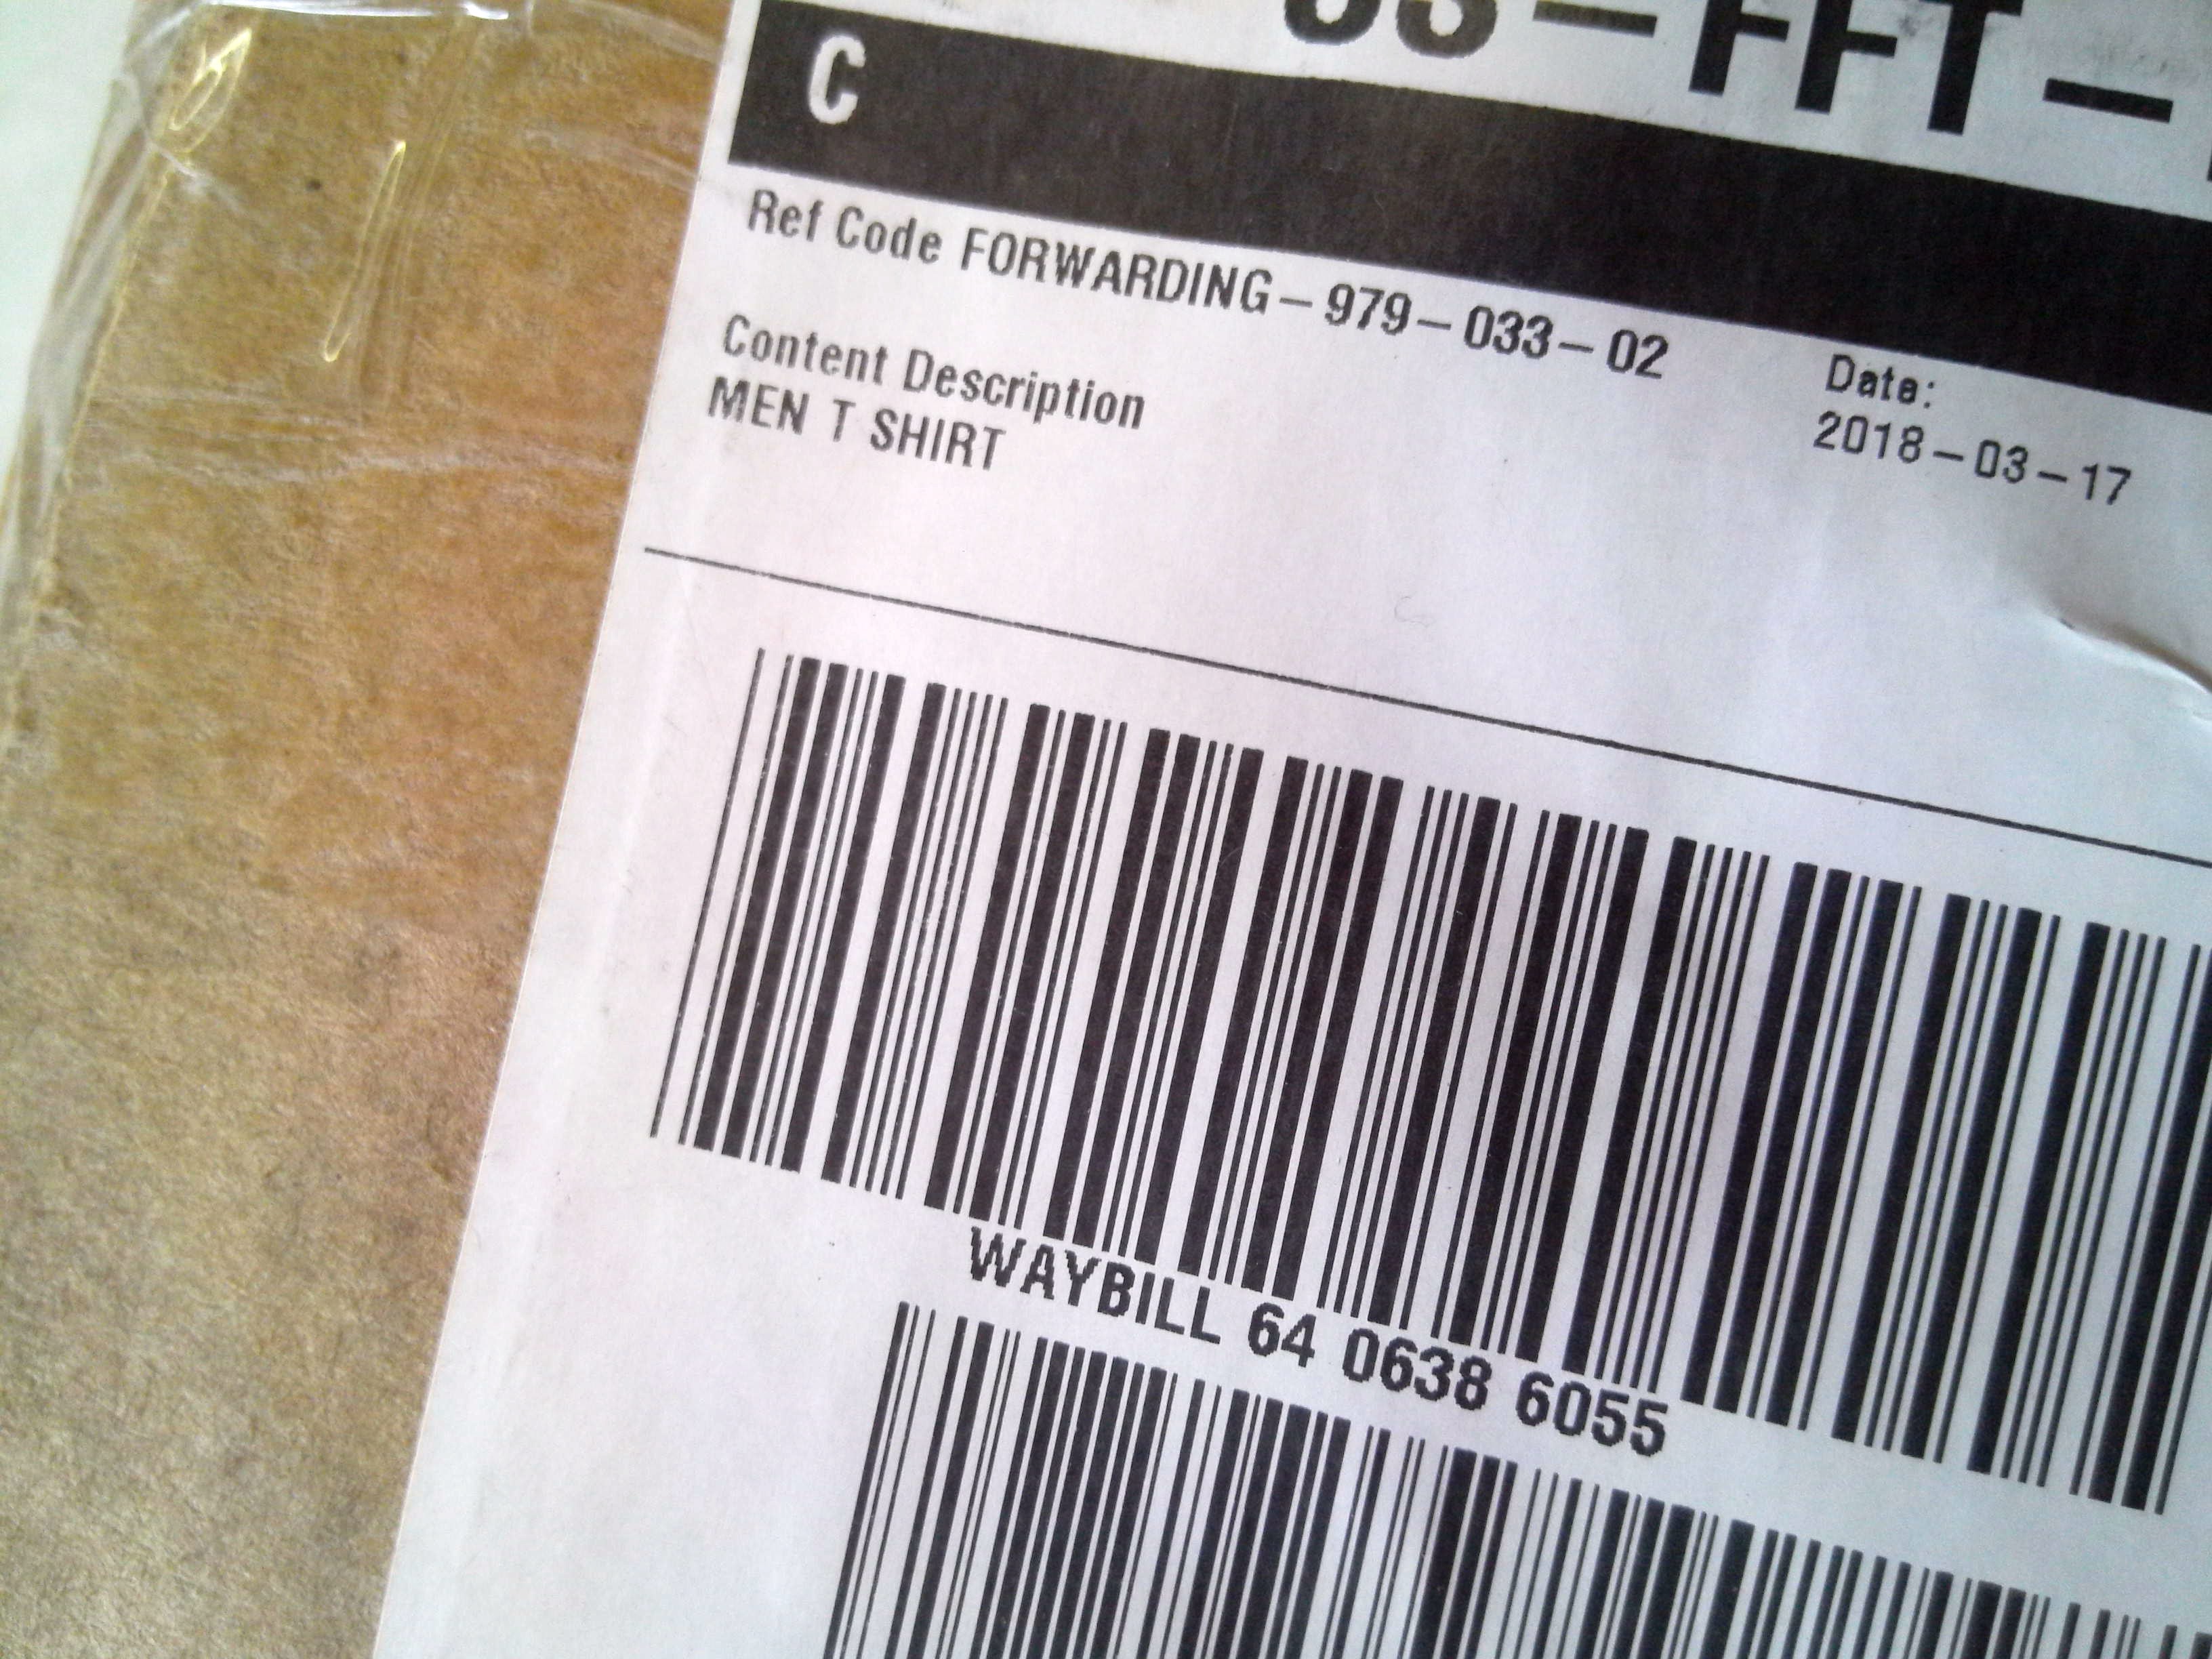 C
Ref Code FORWARDING-979-033-02
Date:
2018-03-17
Content Description
MEN T SHIRT
WAYBILL 64 0638 6055